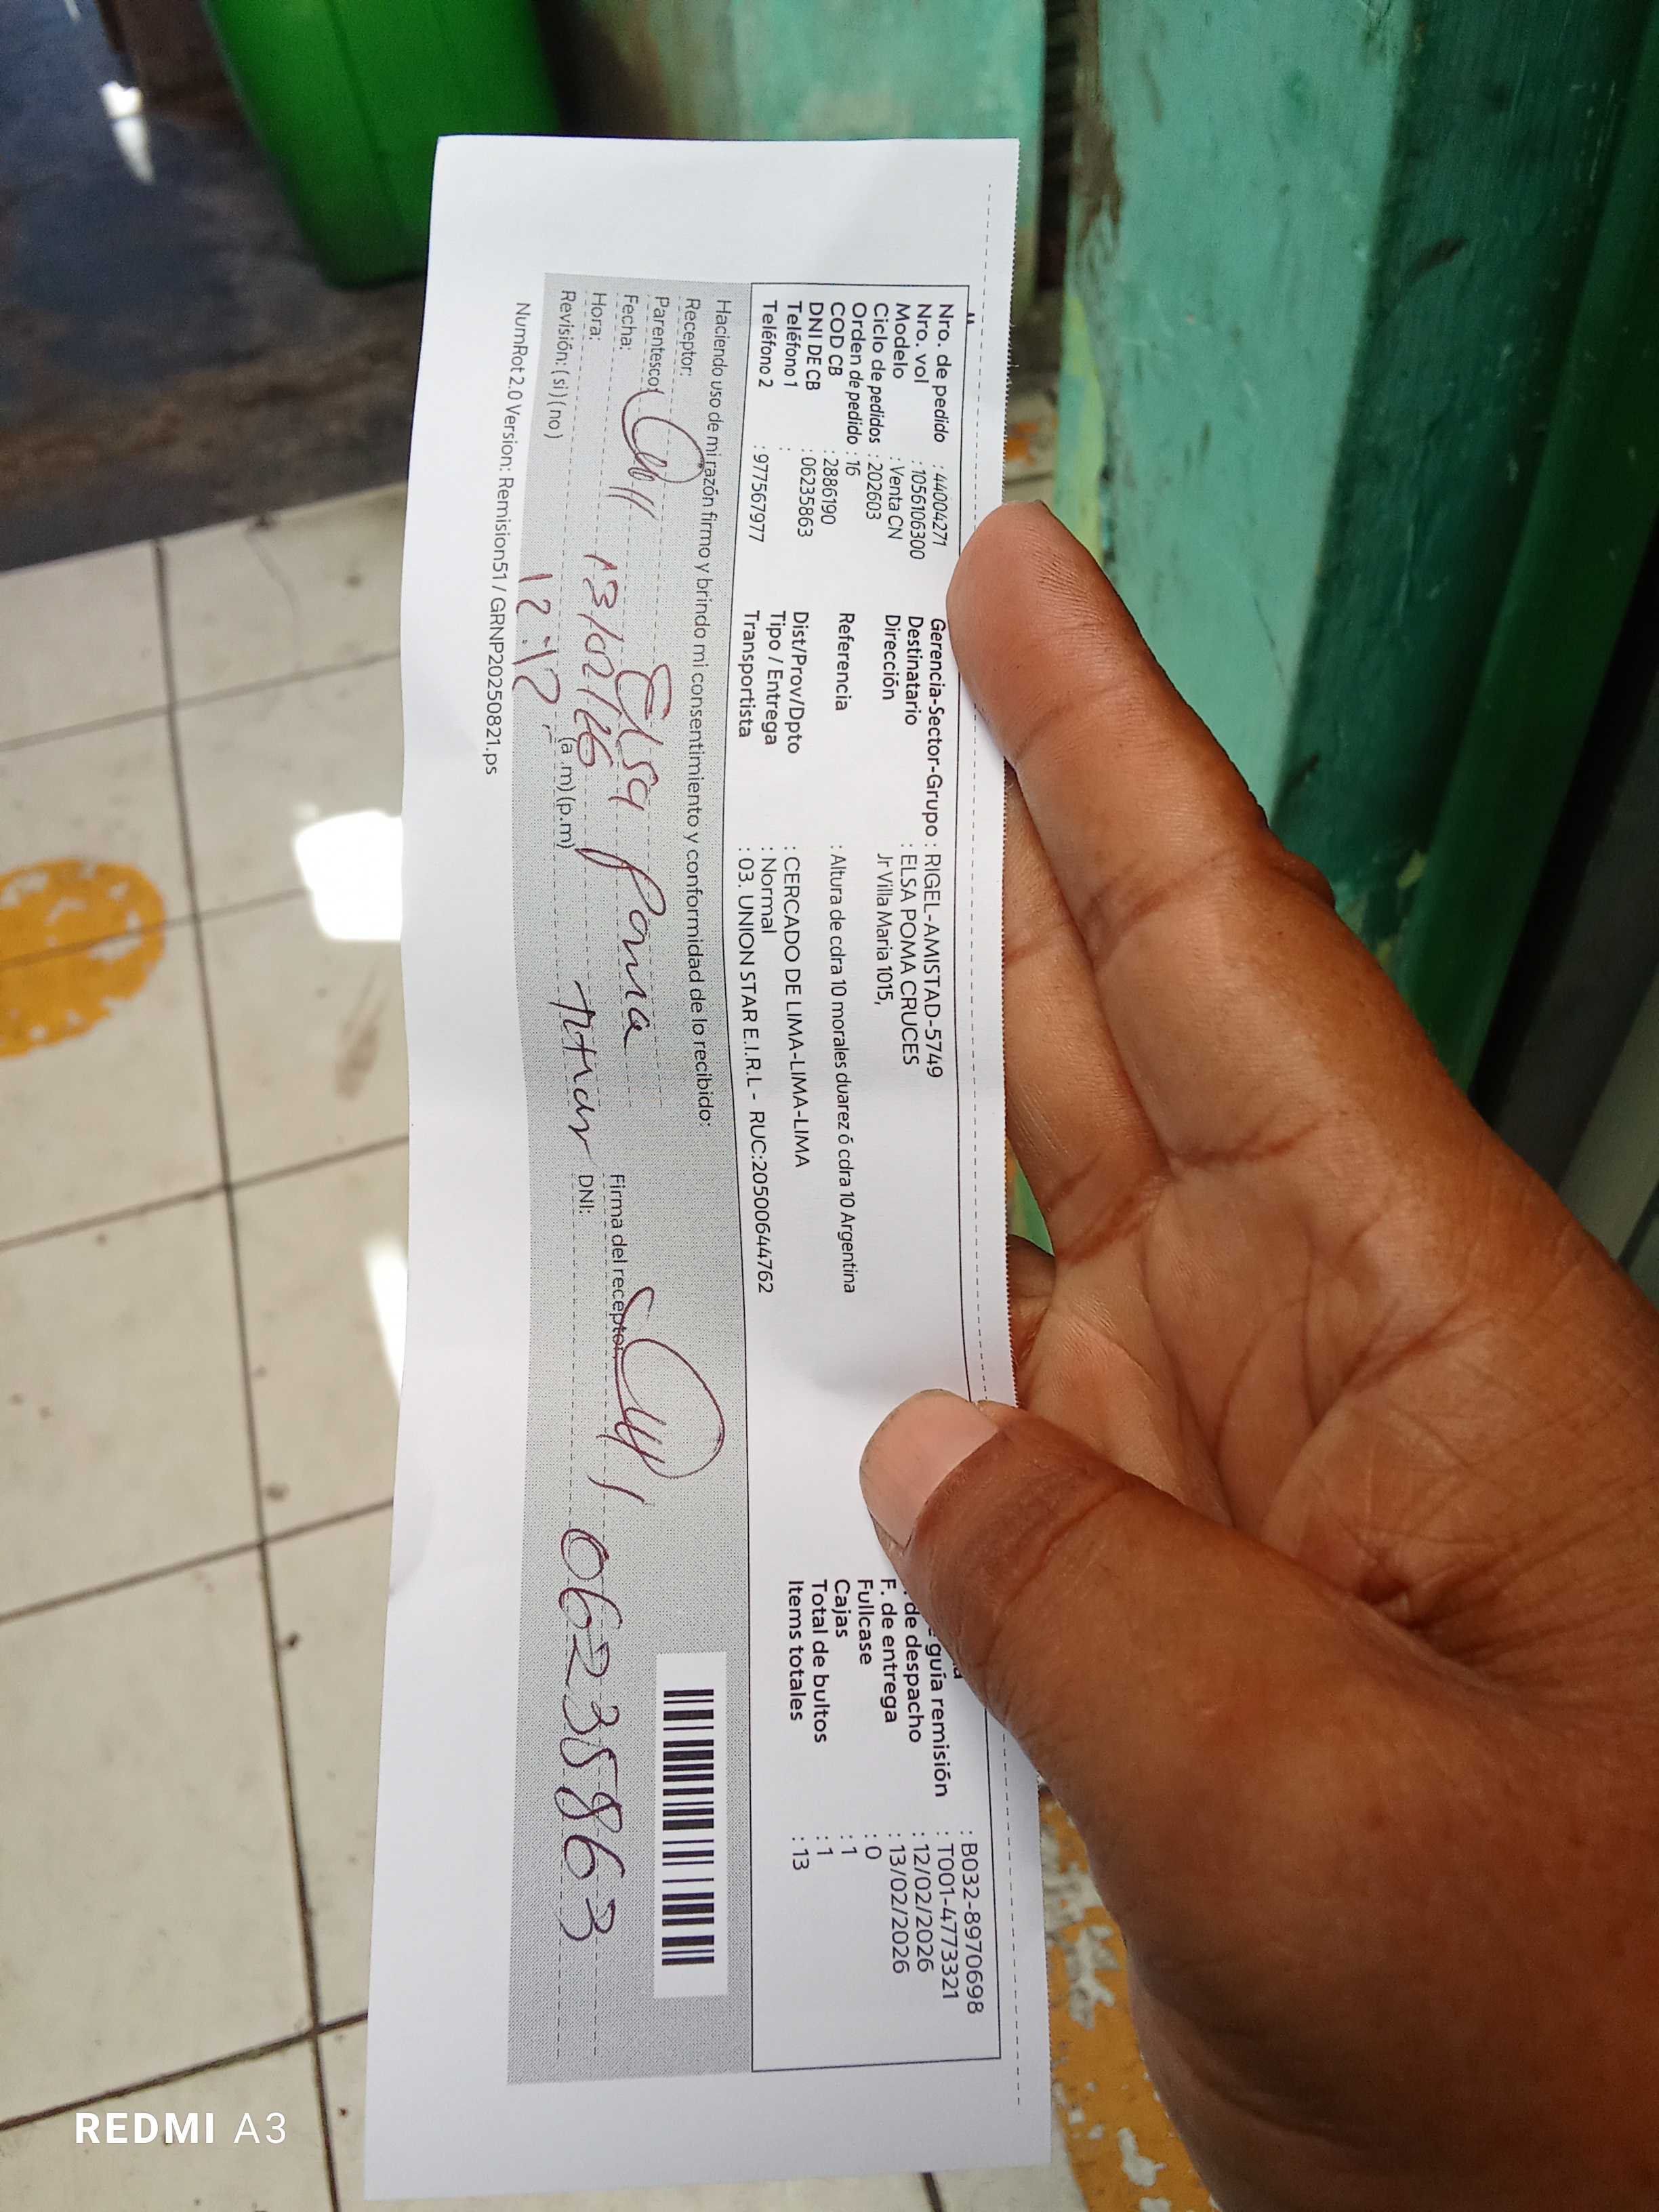 Nro. de pedido : 44004271
Nro. vol : 1056106300
Modelo : Venta CN
Ciclo de pedidos : 202603
Orden de pedido : 16
COD CB : 2886190
DNI DE CB : 06235863
Teléfono 1 :
Teléfono 2 : 977567977
Gerencia-Sector-Grupo : RIGEL-AMISTAD-5749
Destinatario : ELSA POMA CRUCES
Dirección Jr Villa Maria 1015,
Referencia : Altura de cdra 10 morales duarez ó cdra 10 Argentina
Dist/Prov/Dpto : CERCADO DE LIMA-LIMA-LIMA
Tipo / Entrega : Normal
Transportista : 03. UNION STAR E.I.R.L - RUC:20500644762
: B032-8970698
guía remisión : T001-4773321
de despacho : 12/02/2026
F. de entrega : 13/02/2026
Fullcase : 0
Cajas : 1
Total de bultos : 1
Items totales : 13
Haciendo uso de mi razón firmo y brindo mi consentimiento y conformidad de lo recibido:
Receptor: Elsa Poma
Parentesco: titular
Fecha: 13/02/26
Hora: 12:12 (a.m) (p.m)
Revisión: ( si ) ( no )
Firma del receptor:
DNI: 06235863
NumRot 2.0 Version: Remision51 / GRNP20250821.ps
REDMI A3